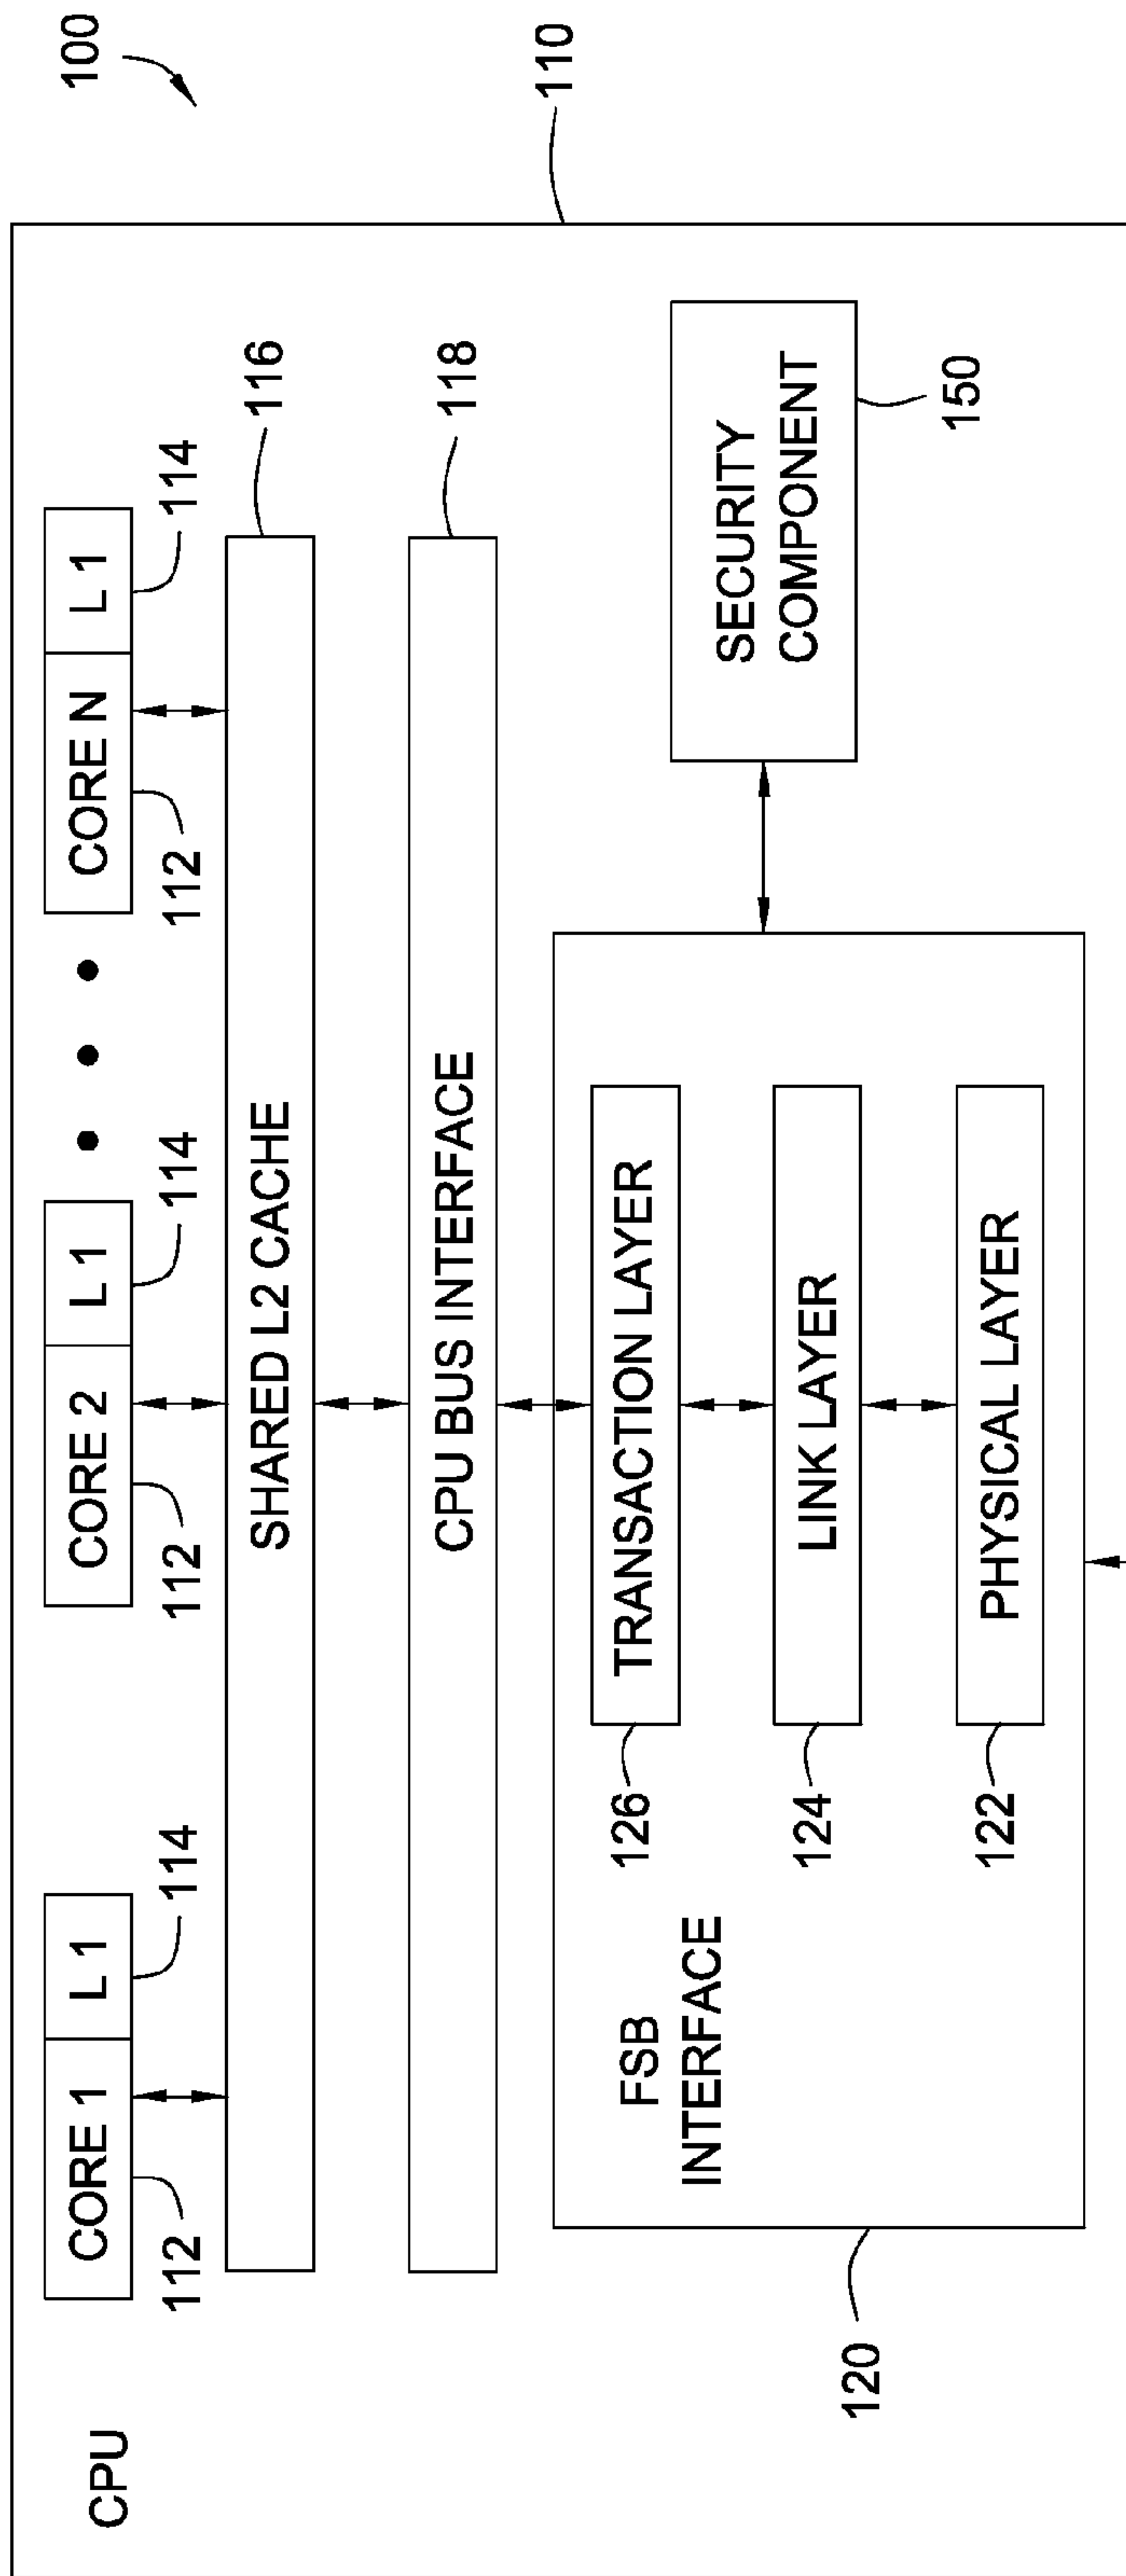 100
110
CPU
CORE 1
L 1
CORE 2
L 1
CORE N
L 1
112
114
112
114
112
114
116
SHARED L2 CACHE
118
CPU BUS INTERFACE
FSB
INTERFACE
120
126
TRANSACTION LAYER
124
LINK LAYER
122
PHYSICAL LAYER
SECURITY
COMPONENT
150